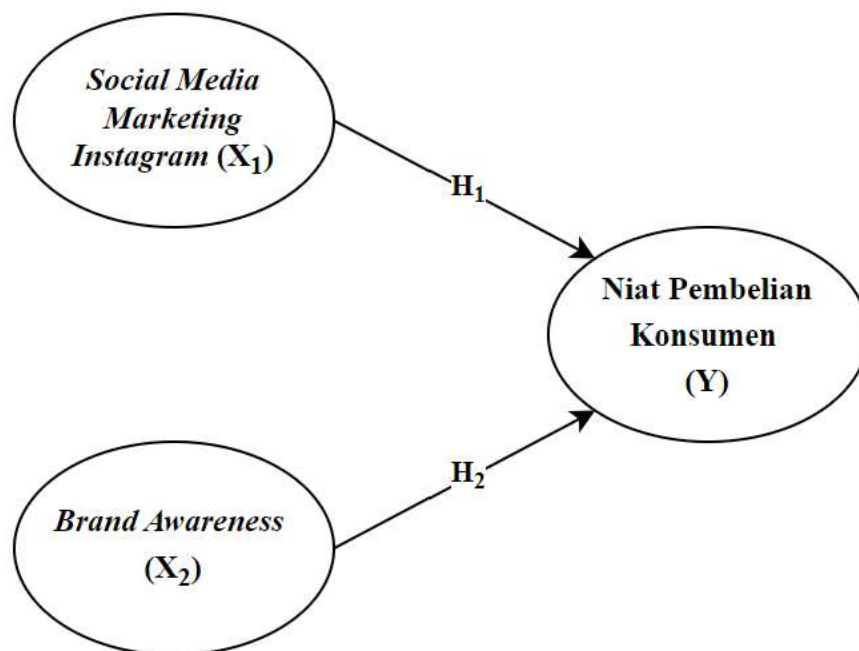 Social Media
Marketing
Instagram (X₁)
H₁
Niat Pembelian
Konsumen
(Y)
H₂
Brand Awareness
(X₂)